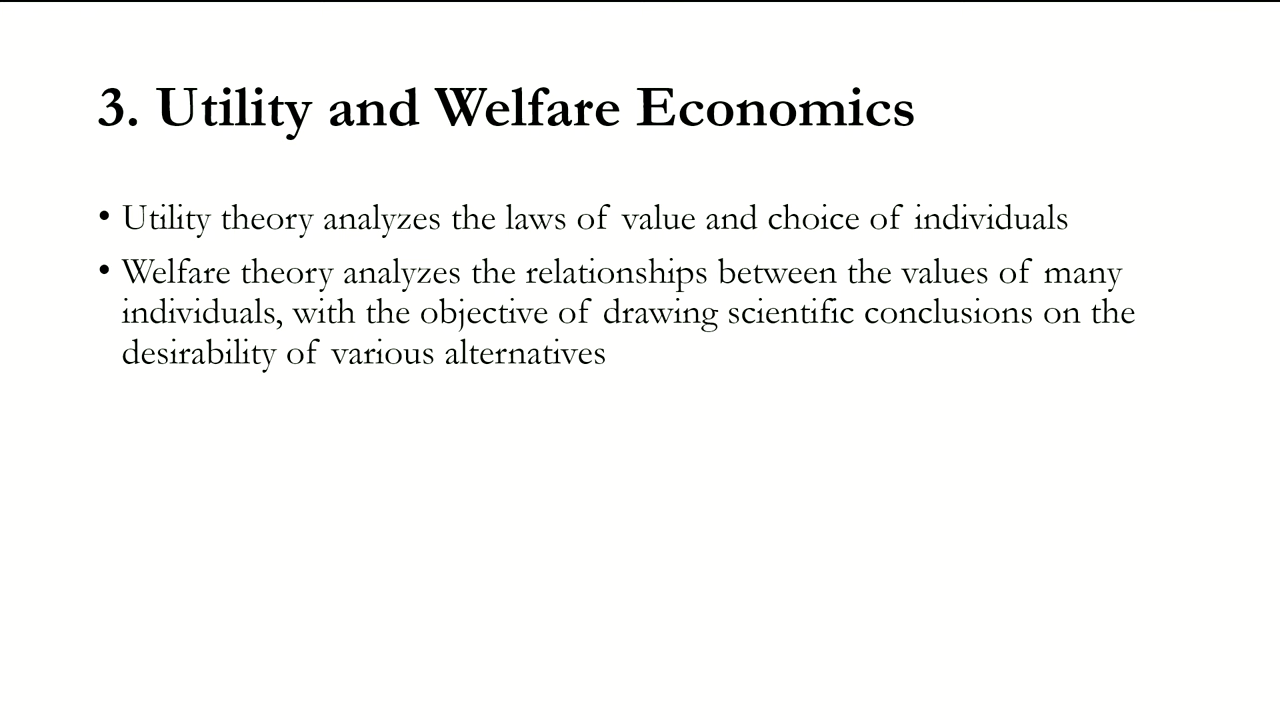 3. Utility and Welfare Economics
• Utility theory analyzes the laws of value and choice of individuals
• Welfare theory analyzes the relationships between the values of many
individuals, with the objective of drawing scientific conclusions on the
desirability of various alternatives